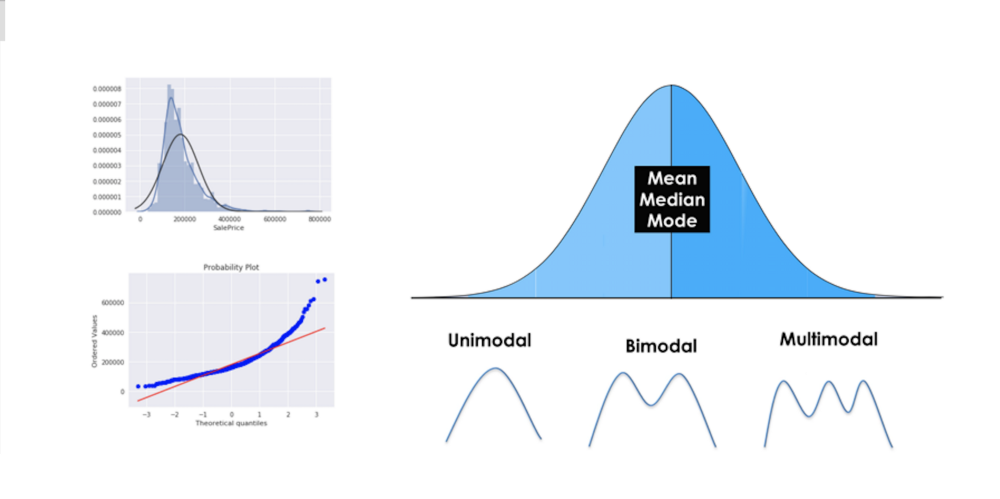 0.000008
0.000007
0.000006
0.000005
0.000004
0.000003
0.000002
0.000001
0.000000
0 200000 400000 600000 800000
SalePrice
Probability Plot
Ordered Values
600000
400000
200000
0
−3 −2 −1 0 1 2 3
Theoretical quantiles
Mean
Median
Mode
Unimodal
Bimodal
Multimodal